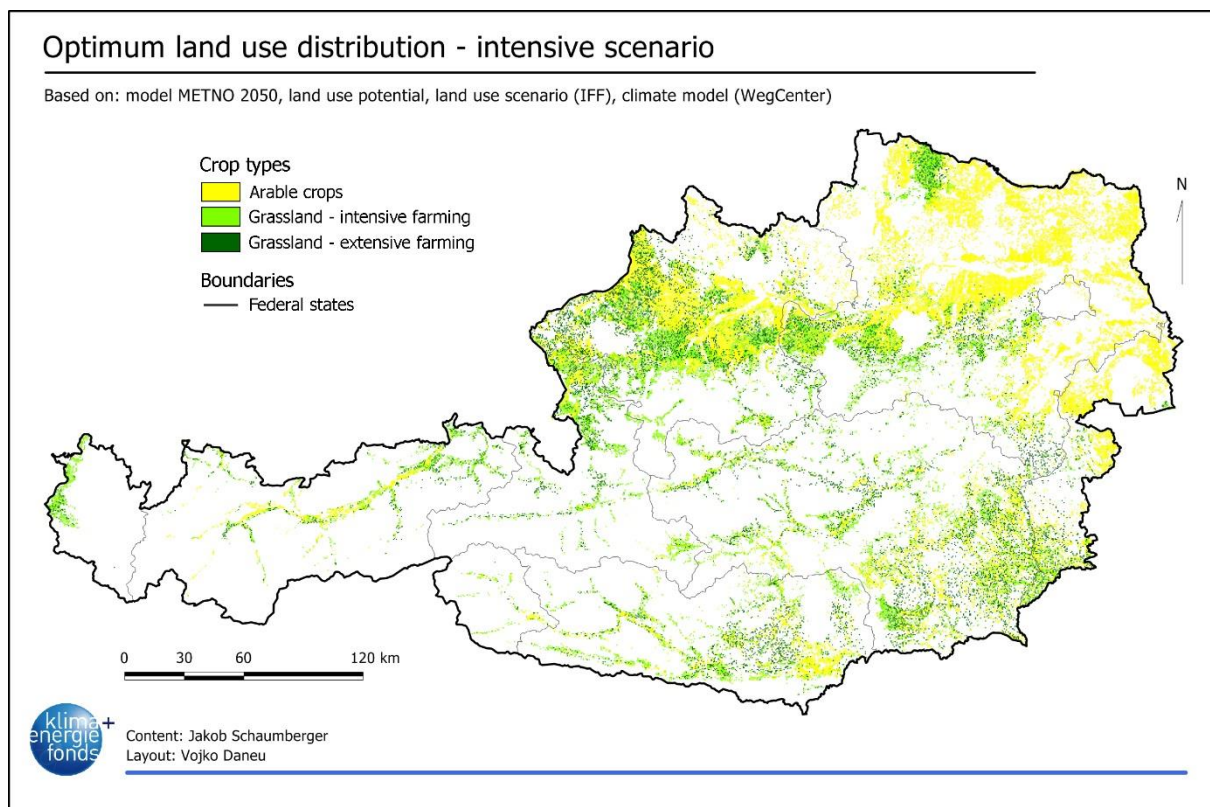 Optimum land use distribution - intensive scenario
Based on: model METNO 2050, land use potential, land use scenario (IFF), climate model (WegCenter)
Crop types
Arable crops
Grassland - intensive farming
Grassland - extensive farming
Boundaries
Federal states
N
0 30 60 120 km
klima+
energie
fonds
Content: Jakob Schaumberger
Layout: Vojko Daneu